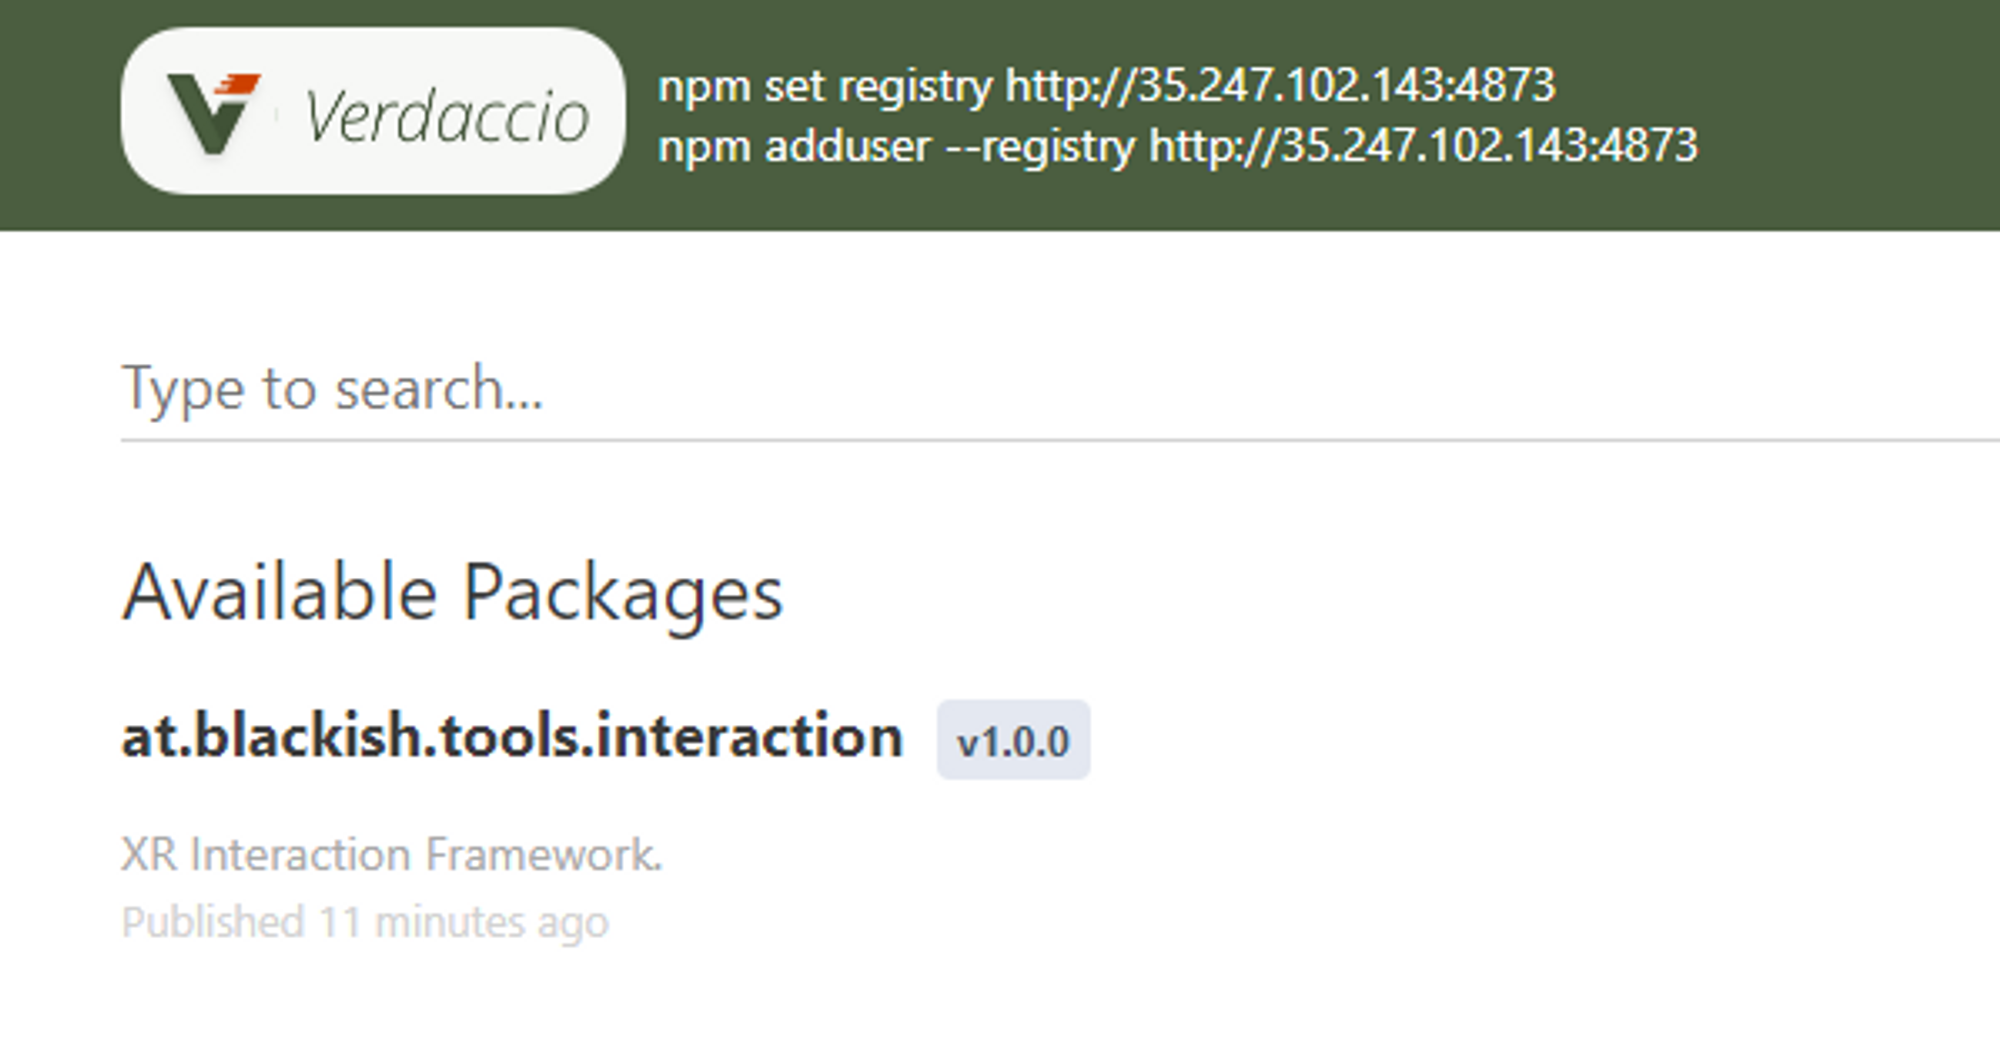 Verdaccio
npm set registry http://35.247.102.143:4873
npm adduser --registry http://35.247.102.143:4873
Type to search...
Available Packages
at.blackish.tools.interaction v1.0.0
XR Interaction Framework.
Published 11 minutes ago